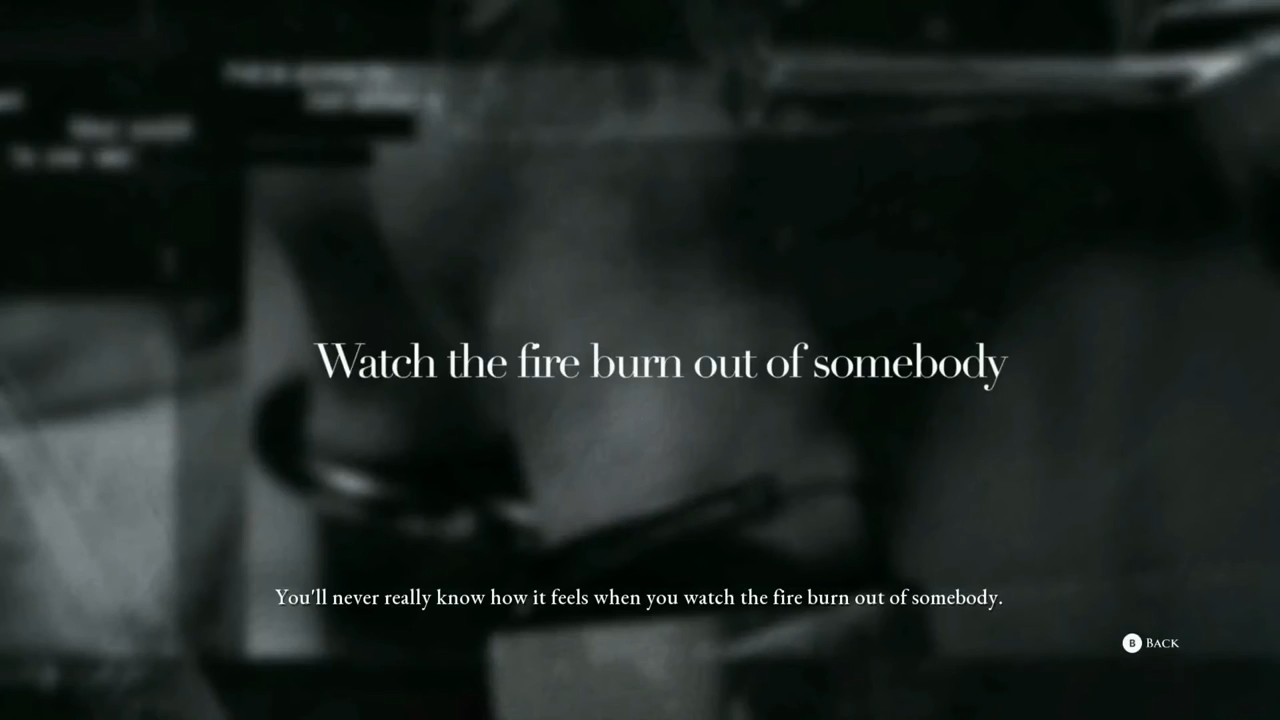 Watch the fire burn out of somebody
You'll never really know how it feels when you watch the fire burn out of somebody.
B BACK